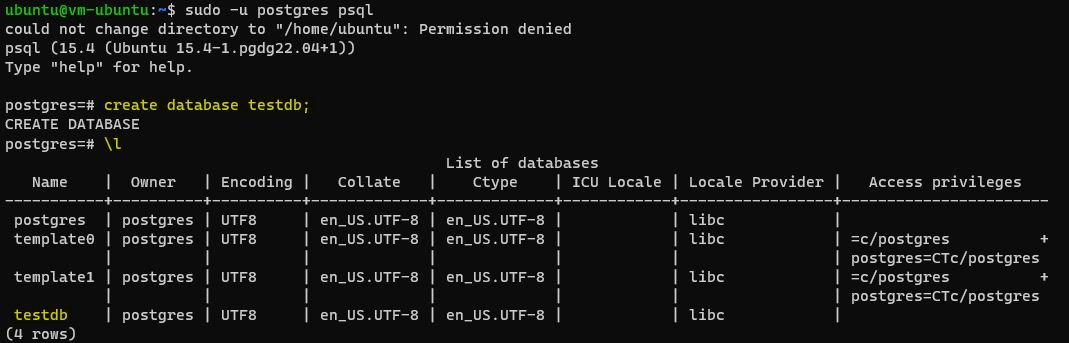 ubuntu@vm-ubuntu:~$ sudo -u postgres psql
could not change directory to "/home/ubuntu": Permission denied
psql (15.4 (Ubuntu 15.4-1.pgdg22.04+1))
Type "help" for help.

postgres=# create database testdb;
CREATE DATABASE
postgres=# \l
                                                 List of databases
   Name    |  Owner   | Encoding |   Collate   |    Ctype    | ICU Locale | Locale Provider |   Access privileges
-----------+----------+----------+-------------+-------------+------------+-----------------+-----------------------
 postgres  | postgres | UTF8     | en_US.UTF-8 | en_US.UTF-8 |            | libc            |
 template0 | postgres | UTF8     | en_US.UTF-8 | en_US.UTF-8 |            | libc            | =c/postgres          +
           |          |          |             |             |            |                 | postgres=CTc/postgres
 template1 | postgres | UTF8     | en_US.UTF-8 | en_US.UTF-8 |            | libc            | =c/postgres          +
           |          |          |             |             |            |                 | postgres=CTc/postgres
 testdb    | postgres | UTF8     | en_US.UTF-8 | en_US.UTF-8 |            | libc            |
(4 rows)